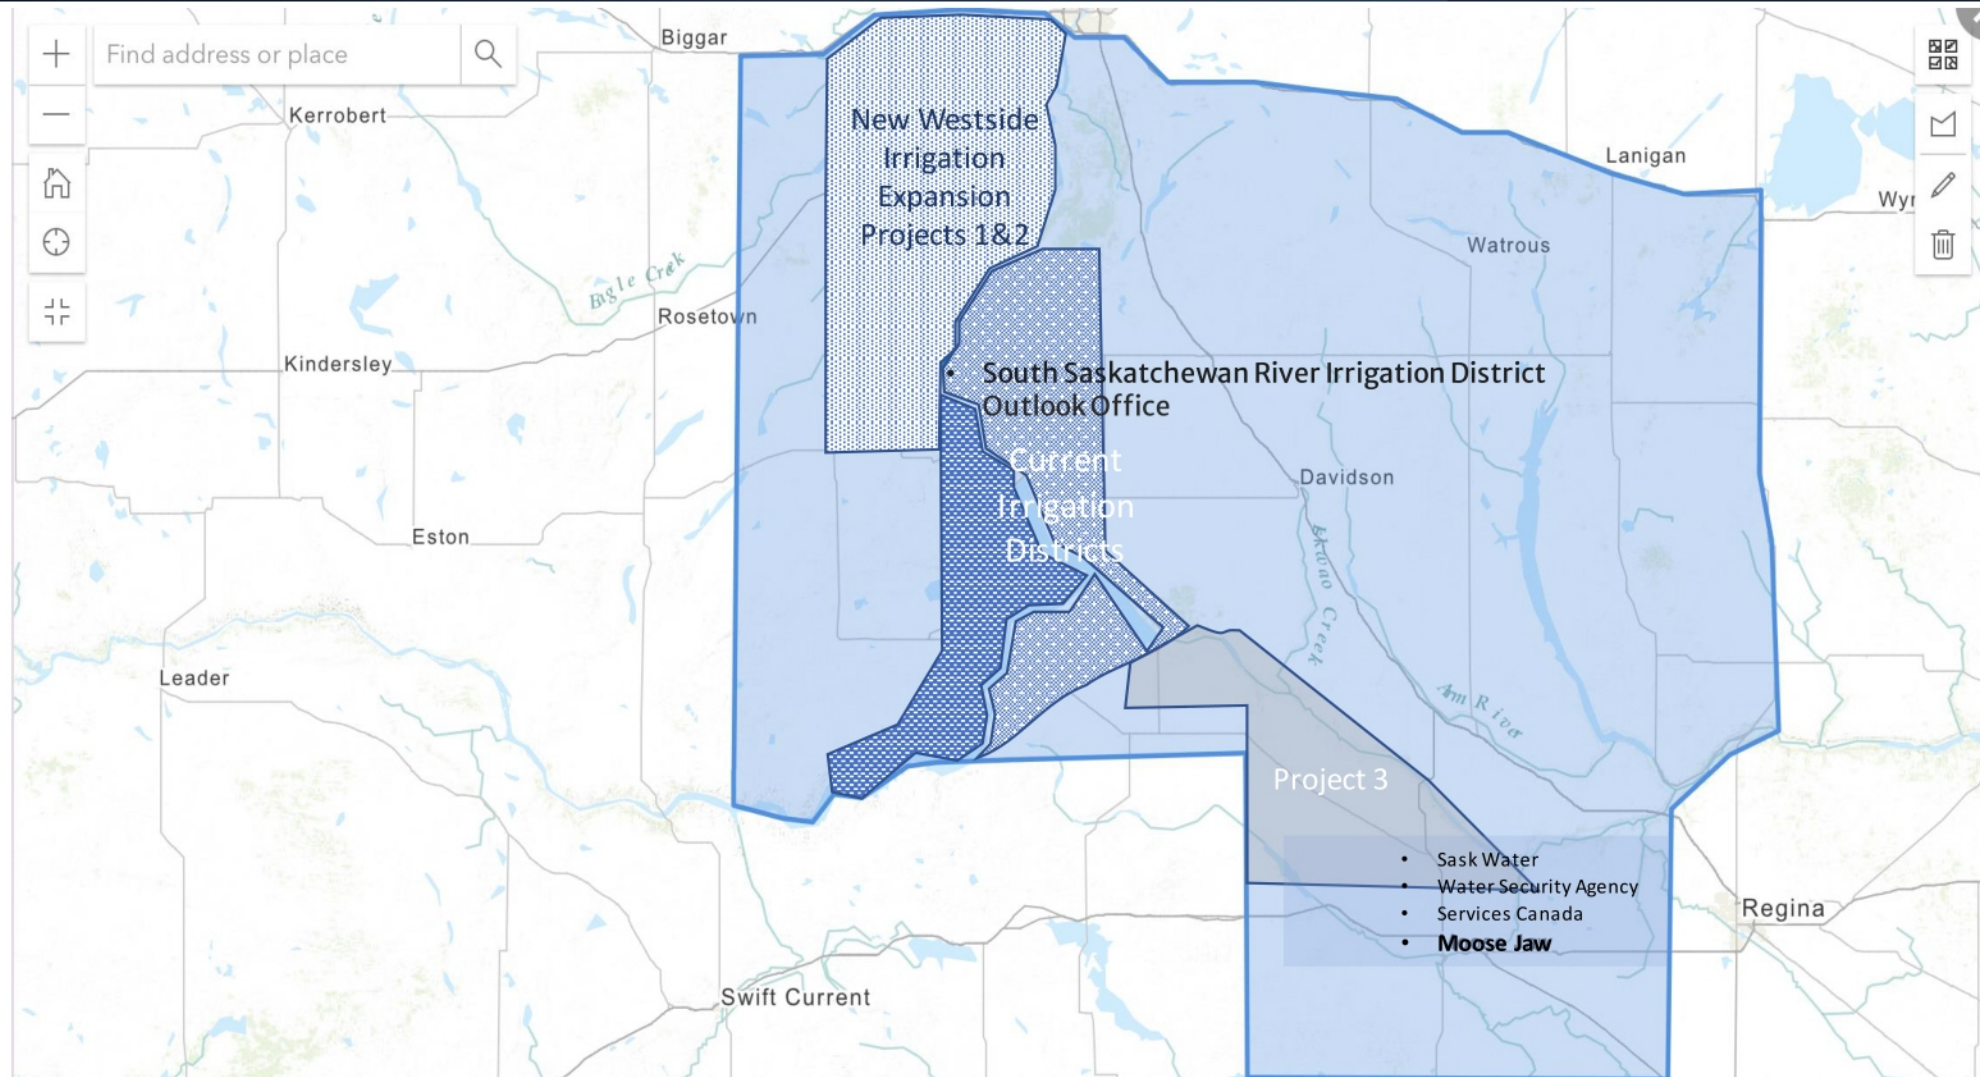 Find address or place
Biggar
Kerrobert
New Westside
Irrigation
Expansion
Projects 1&2
Lanigan
Watrous
Eagle Creek
Rosetown
Kindersley
• South Saskatchewan River Irrigation District
Outlook Office
Current
Irrigation
Districts
Davidson
Eston
Creek
Leader
Arm River
Project 3
• Sask Water
• Water Security Agency
• Services Canada
• Moose Jaw
Regina
Swift Current